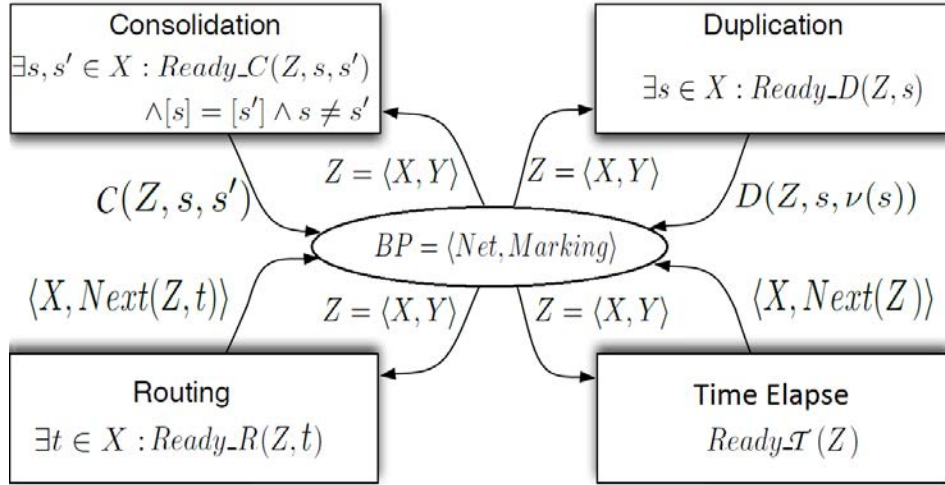 Consolidation
∃s, s′ ∈ X : Ready_C(Z, s, s′)
∧[s] = [s′] ∧ s ≠ s′
Duplication
∃s ∈ X : Ready_D(Z, s)
Z = ⟨X, Y⟩
Z = ⟨X, Y⟩
C(Z, s, s′)
D(Z, s, ν(s))
BP = ⟨Net, Marking⟩
⟨X, Next(Z, t)⟩
Z = ⟨X, Y⟩
Z = ⟨X, Y⟩
⟨X, Next(Z)⟩
Routing
∃t ∈ X : Ready_R(Z, t)
Time Elapse
Ready_𝒯(Z)